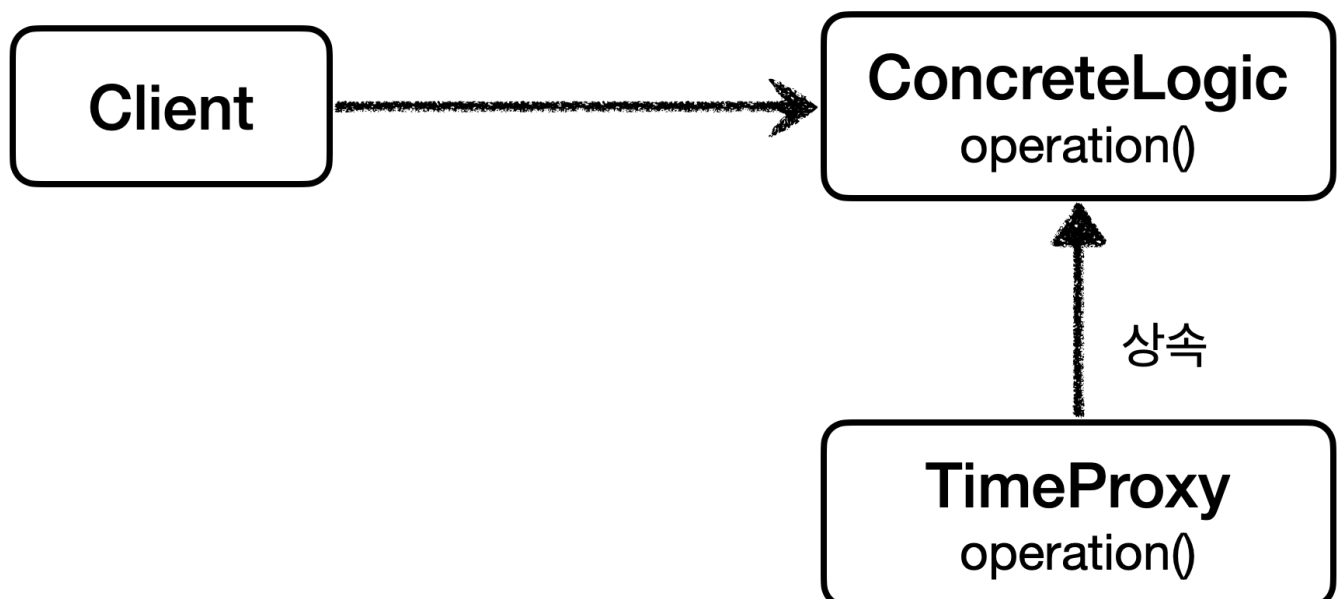 Client
ConcreteLogic
operation()
상속
TimeProxy
operation()